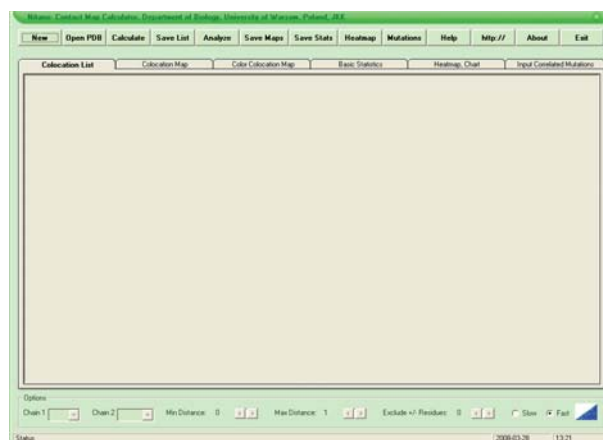 Contact Map Calculator, Department of Biology, University of Warsaw, Poland, JKK
New Open PDB Calculate Save List Analyze Save Maps Save Stats Heatmap Mutations Help http:// About Exit
Colocation List Colocation Map Color Colocation Map Basic Statistics Heatmap, Chart Input Correlated Mutations
Options
Chain 1 Chain 2 Min Distance: 0 Max Distance: 1 Exclude +/- Residues: 0 Slow Fast
Status 2008-03-28 13:21